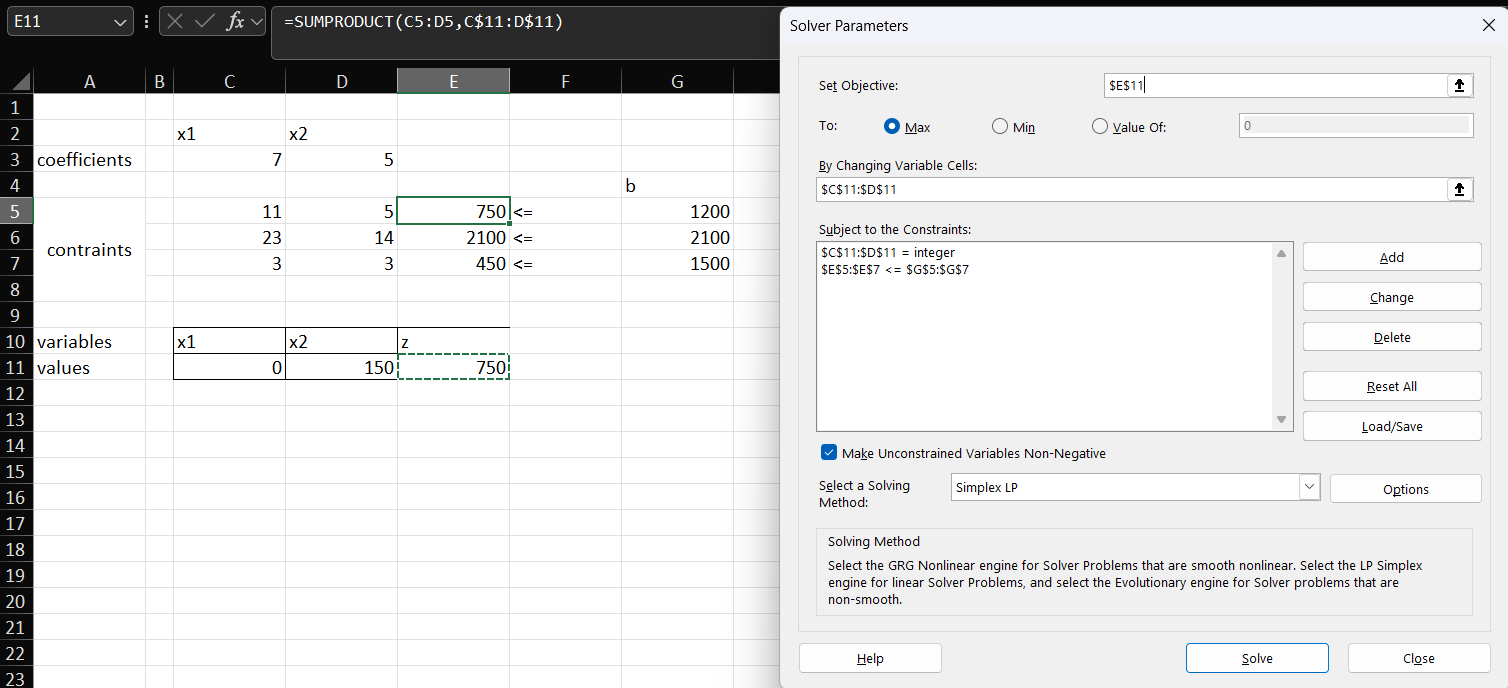 E11
fx
=SUMPRODUCT(C5:D5,C$11:D$11)
A B C D E F G
1
2 x1 x2
3 coefficients 7 5
4 b
5 11 5 750 <= 1200
6 23 14 2100 <= 2100
contraints
7 3 3 450 <= 1500
8
9
10 variables x1 x2 z
11 values 0 150 750
12
13
14
15
16
17
18
19
20
21
22
23
Solver Parameters
Set Objective: $E$11
To: Max Min Value Of: 0
By Changing Variable Cells:
$C$11:$D$11
Subject to the Constraints:
$C$11:$D$11 = integer
$E$5:$E$7 <= $G$5:$G$7
Add
Change
Delete
Reset All
Load/Save
Make Unconstrained Variables Non-Negative
Select a Solving
Method:
Simplex LP
Options
Solving Method
Select the GRG Nonlinear engine for Solver Problems that are smooth nonlinear. Select the LP Simplex
engine for linear Solver Problems, and select the Evolutionary engine for Solver problems that are
non-smooth.
Help
Solve
Close